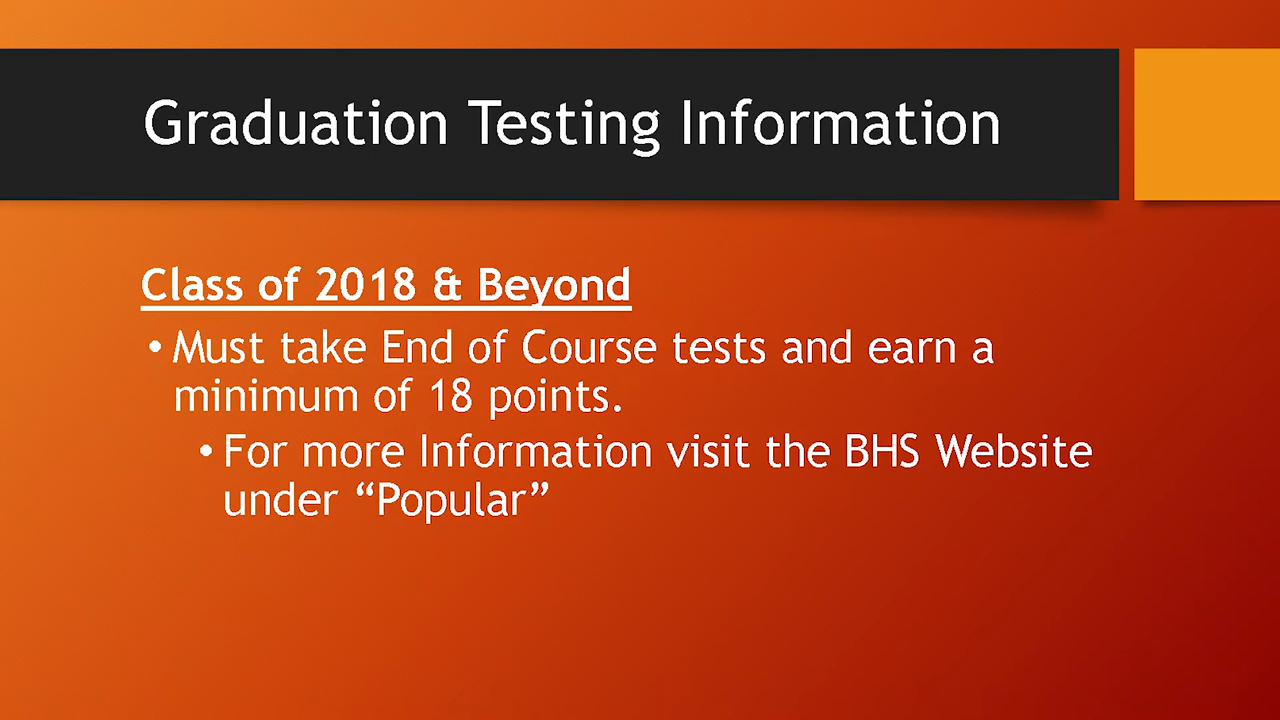 Graduation Testing Information
Class of 2018 & Beyond
• Must take End of Course tests and earn a
minimum of 18 points.
• For more Information visit the BHS Website
under “Popular”